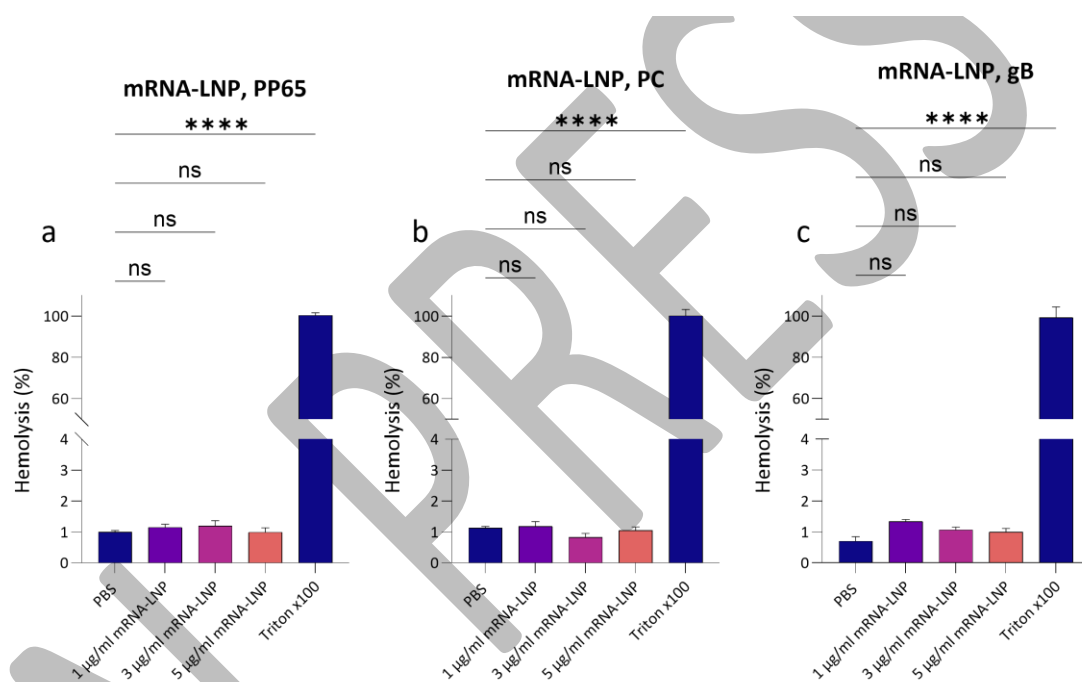 mRNA-LNP, PP65
****
ns
ns
ns
a
Hemolysis (%)
100
80
60
4
3
2
1
0
PBS
1 µg/ml mRNA-LNP
3 µg/ml mRNA-LNP
5 µg/ml mRNA-LNP
Triton x100
mRNA-LNP, PC
****
ns
ns
ns
b
Hemolysis (%)
100
80
60
4
3
2
1
0
PBS
1 µg/ml mRNA-LNP
3 µg/ml mRNA-LNP
5 µg/ml mRNA-LNP
Triton x100
mRNA-LNP, gB
****
ns
ns
ns
c
Hemolysis (%)
100
80
60
4
3
2
1
0
PBS
1 µg/ml mRNA-LNP
3 µg/ml mRNA-LNP
5 µg/ml mRNA-LNP
Triton x100
PRESS